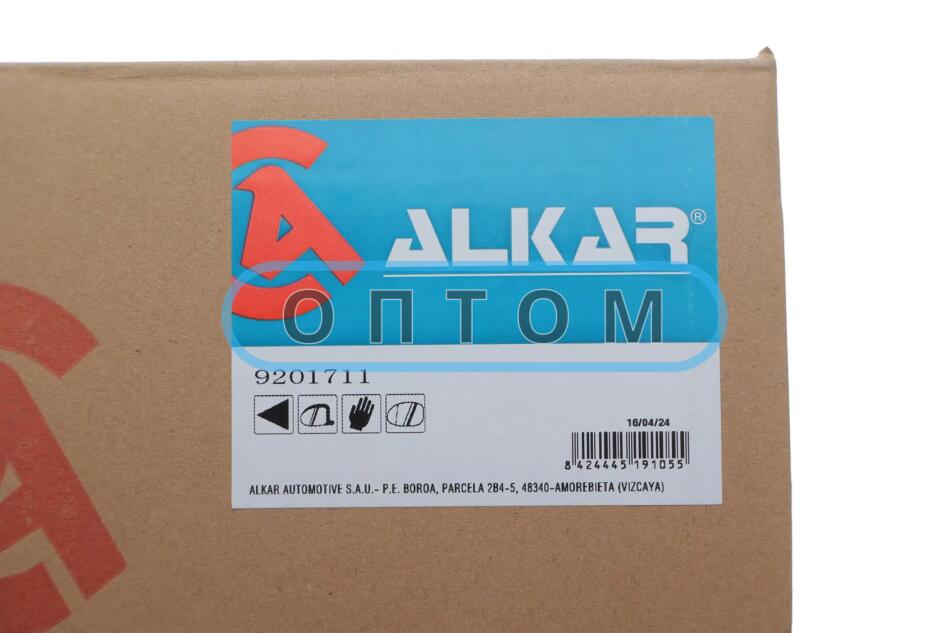 ALKAR®
ОПТОМ
9201711
16/04/24
8 424445 191055
ALKAR AUTOMOTIVE S.A.U.- P.E. BOROA, PARCELA 2B4-5, 48340-AMOREBIETA (VIZCAYA)